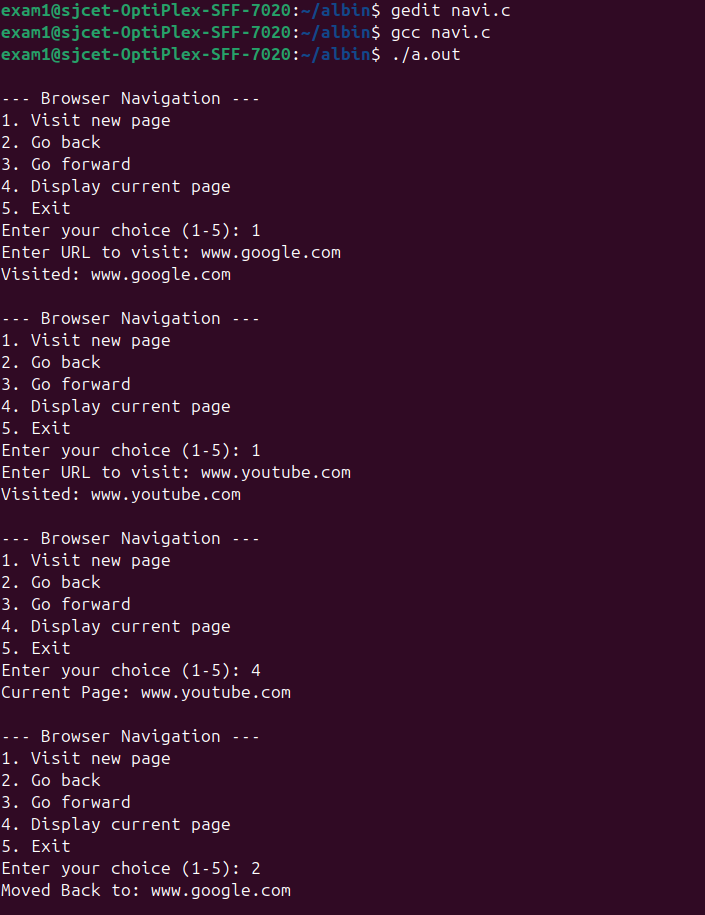 exam1@sjcet-OptiPlex-SFF-7020:~/albin$ gedit navi.c
exam1@sjcet-OptiPlex-SFF-7020:~/albin$ gcc navi.c
exam1@sjcet-OptiPlex-SFF-7020:~/albin$ ./a.out

--- Browser Navigation ---
1. Visit new page
2. Go back
3. Go forward
4. Display current page
5. Exit
Enter your choice (1-5): 1
Enter URL to visit: www.google.com
Visited: www.google.com

--- Browser Navigation ---
1. Visit new page
2. Go back
3. Go forward
4. Display current page
5. Exit
Enter your choice (1-5): 1
Enter URL to visit: www.youtube.com
Visited: www.youtube.com

--- Browser Navigation ---
1. Visit new page
2. Go back
3. Go forward
4. Display current page
5. Exit
Enter your choice (1-5): 4
Current Page: www.youtube.com

--- Browser Navigation ---
1. Visit new page
2. Go back
3. Go forward
4. Display current page
5. Exit
Enter your choice (1-5): 2
Moved Back to: www.google.com